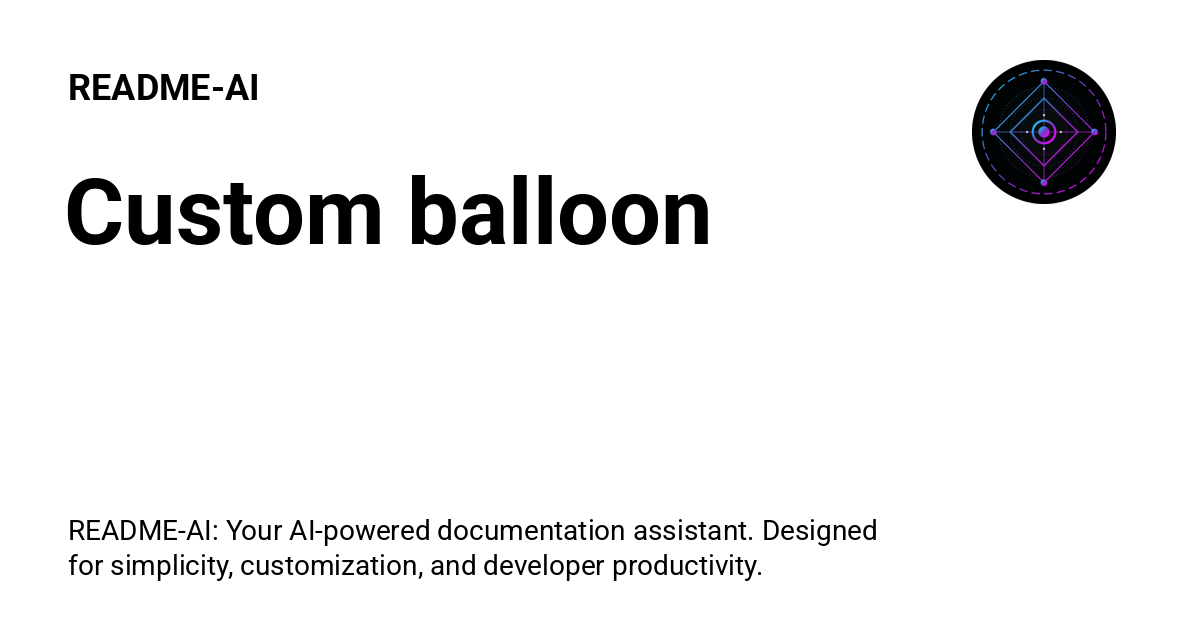 README-AI
Custom balloon
README-AI: Your AI-powered documentation assistant. Designed
for simplicity, customization, and developer productivity.